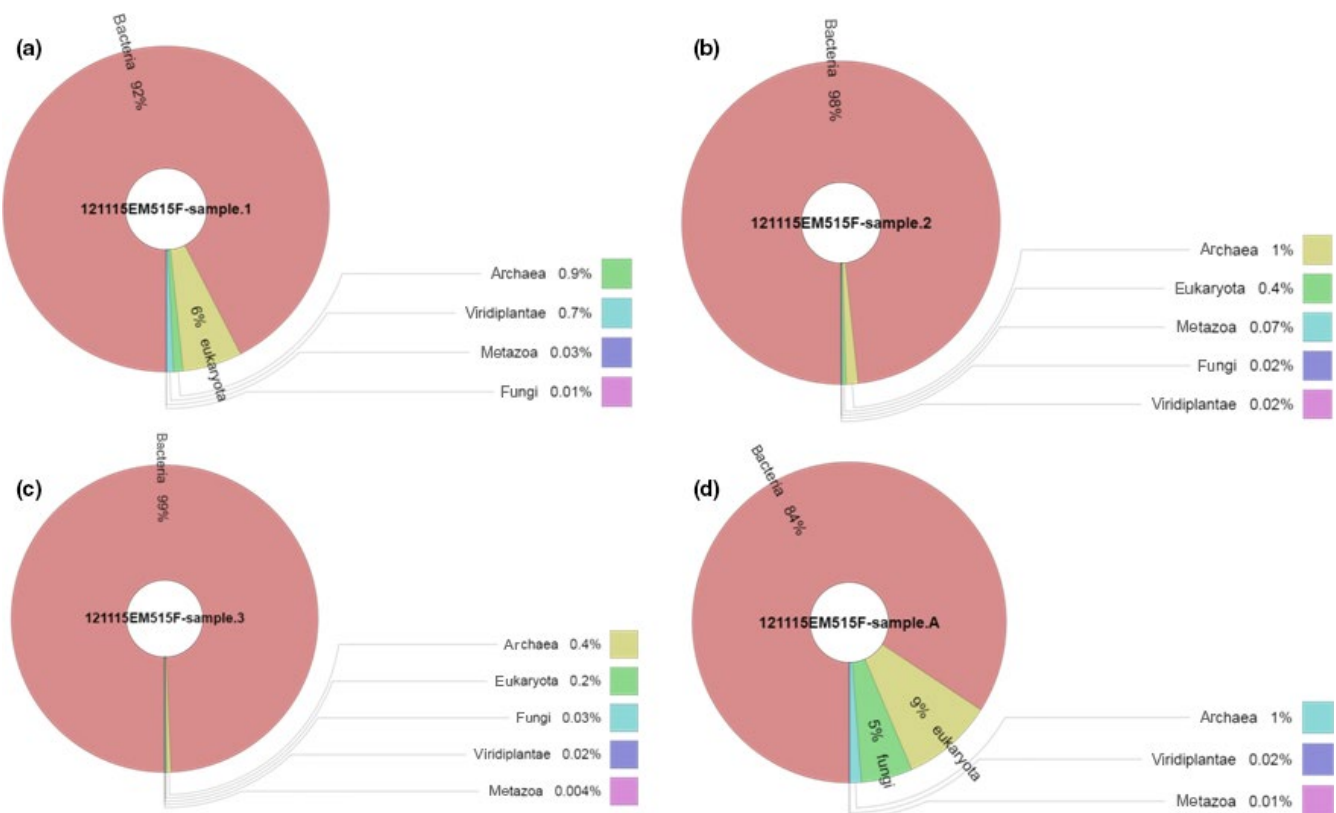 (a)
Bacteria 92%
121115EM515F-sample.1
6% eukaryota
Archaea 0.9%
Viridiplantae 0.7%
Metazoa 0.03%
Fungi 0.01%
(b)
Bacteria 98%
121115EM515F-sample.2
Archaea 1%
Eukaryota 0.4%
Metazoa 0.07%
Fungi 0.02%
Viridiplantae 0.02%
(c)
Bacteria 99%
121115EM515F-sample.3
Archaea 0.4%
Eukaryota 0.2%
Fungi 0.03%
Viridiplantae 0.02%
Metazoa 0.004%
(d)
Bacteria 84%
121115EM515F-sample.A
9% eukaryota
5% fungi
Archaea 1%
Viridiplantae 0.02%
Metazoa 0.01%